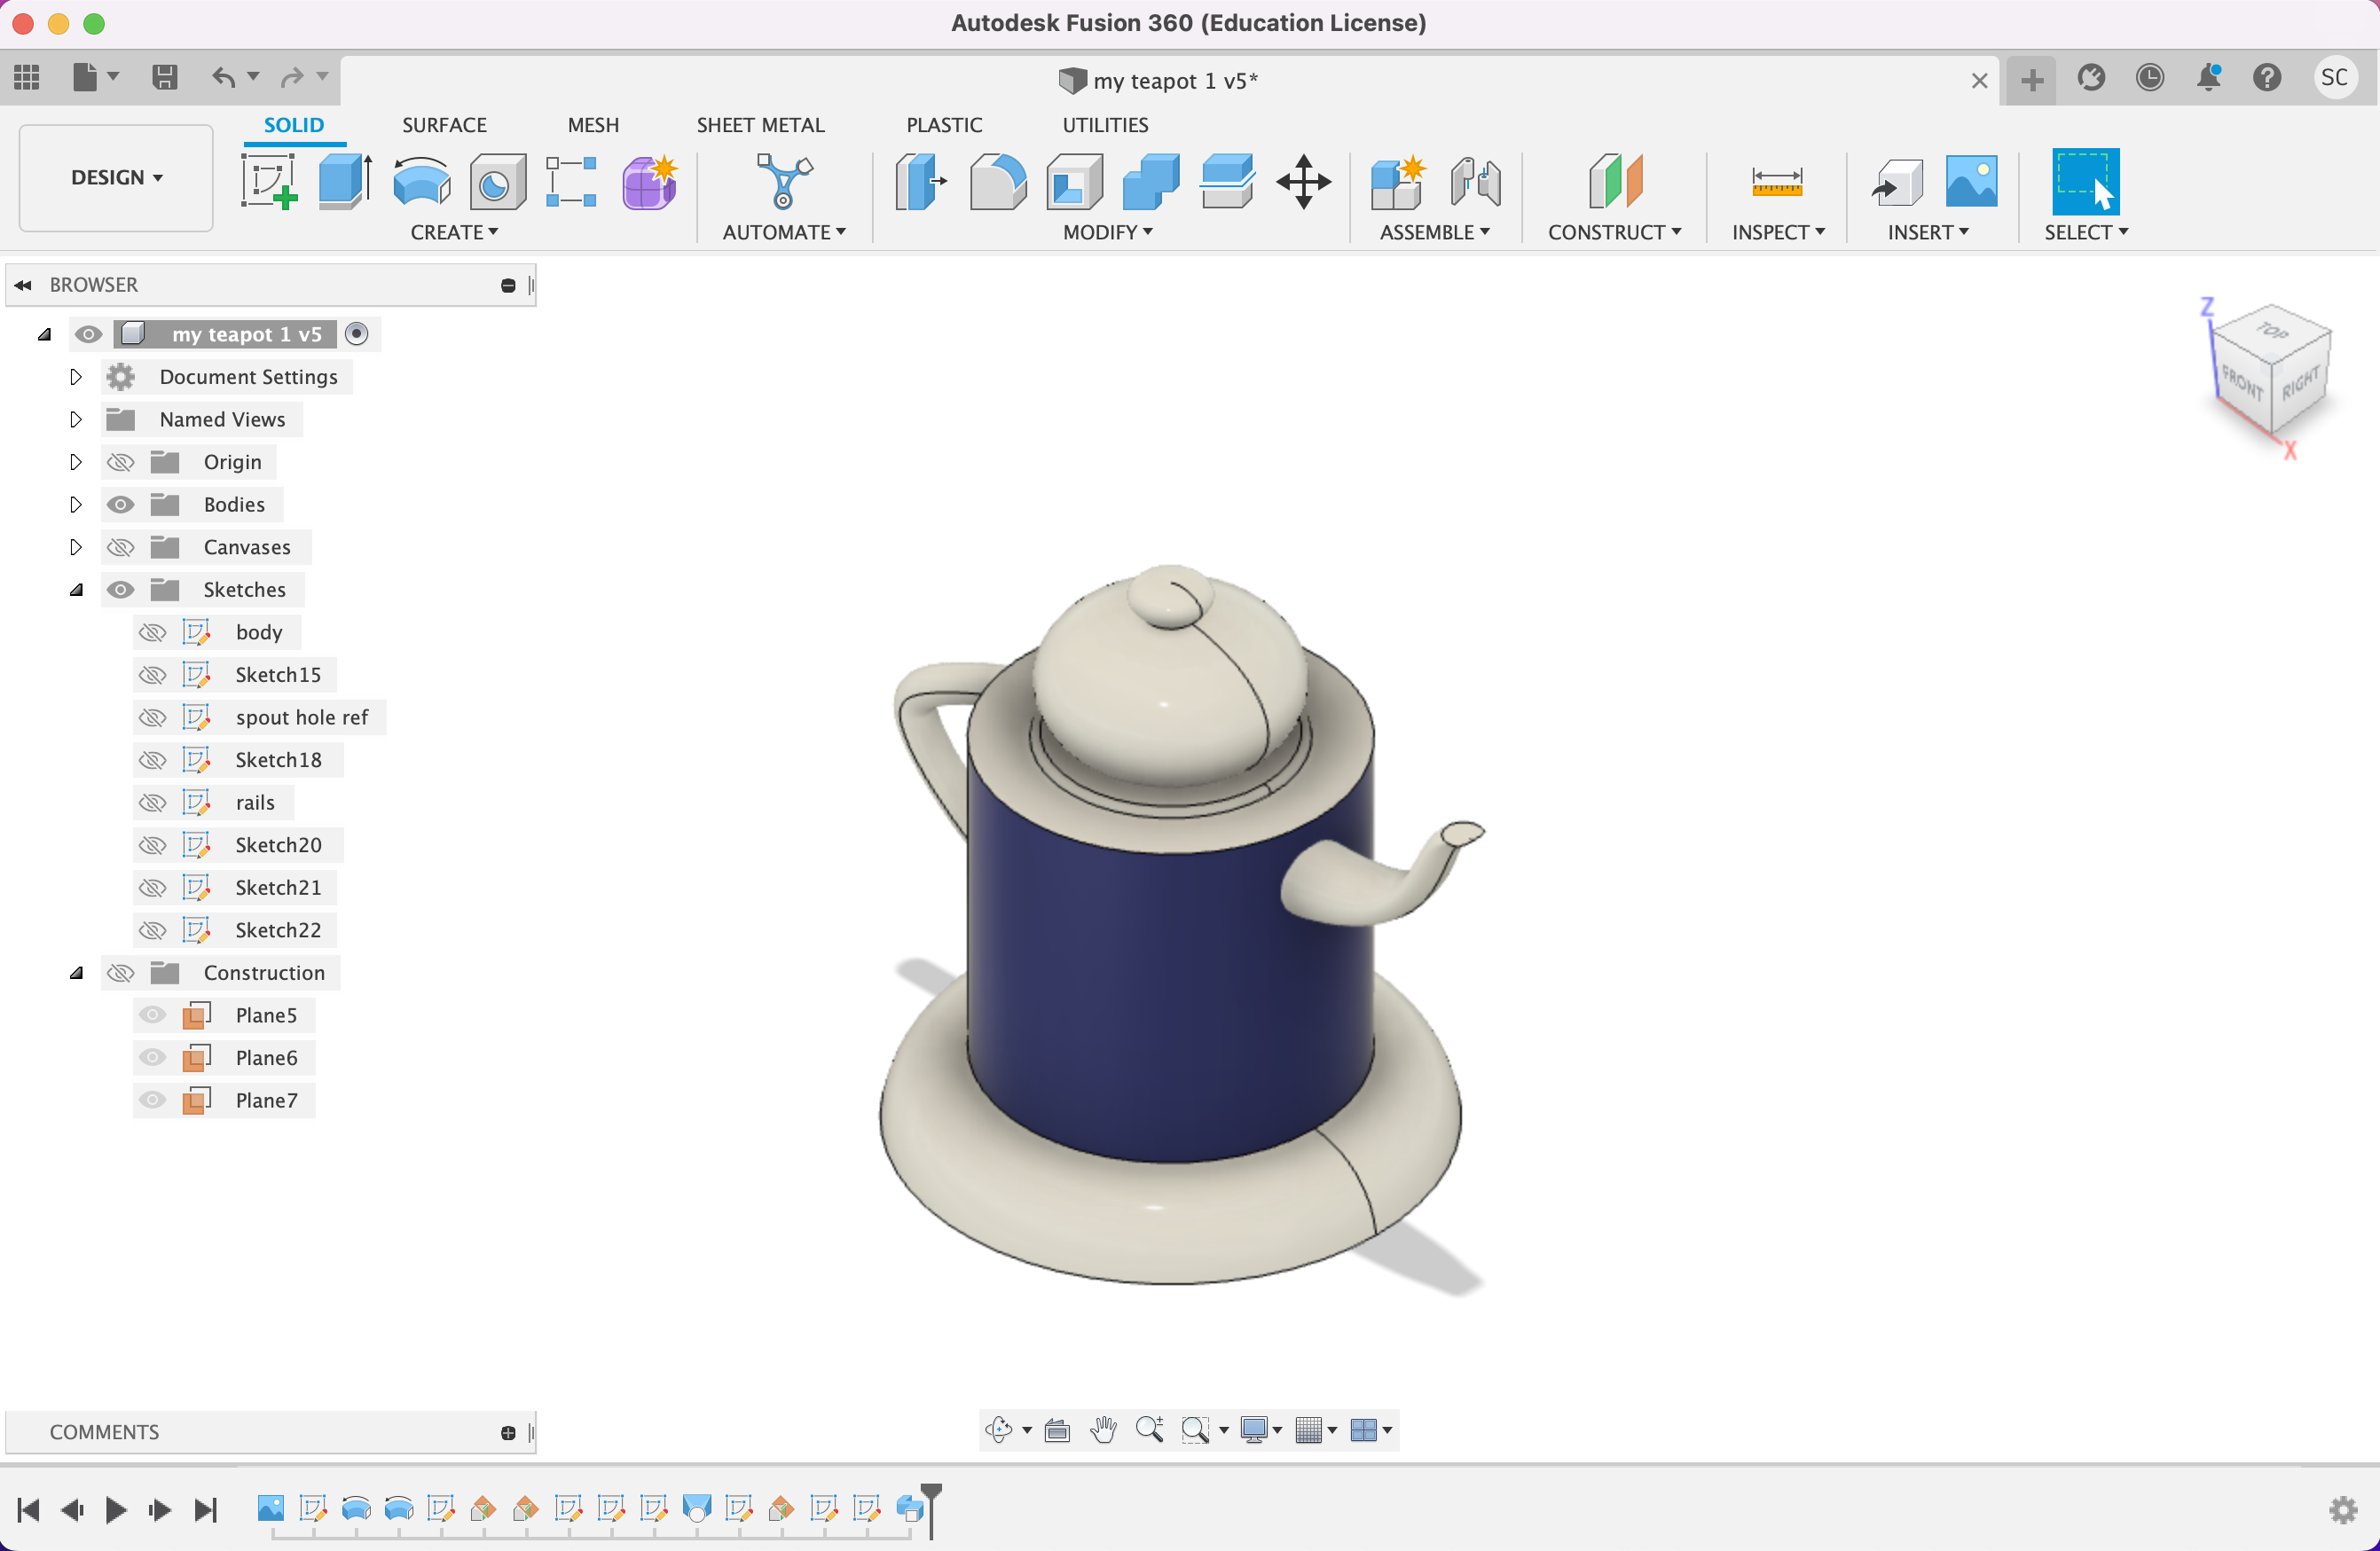 Autodesk Fusion 360 (Education License)
my teapot 1 v5*
SC
DESIGN
SOLID SURFACE MESH SHEET METAL PLASTIC UTILITIES
CREATE AUTOMATE MODIFY ASSEMBLE CONSTRUCT INSPECT INSERT SELECT
BROWSER
my teapot 1 v5
Document Settings
Named Views
Origin
Bodies
Canvases
Sketches
body
Sketch15
spout hole ref
Sketch18
rails
Sketch20
Sketch21
Sketch22
Construction
Plane5
Plane6
Plane7
Z
TOP
FRONT RIGHT
X
COMMENTS